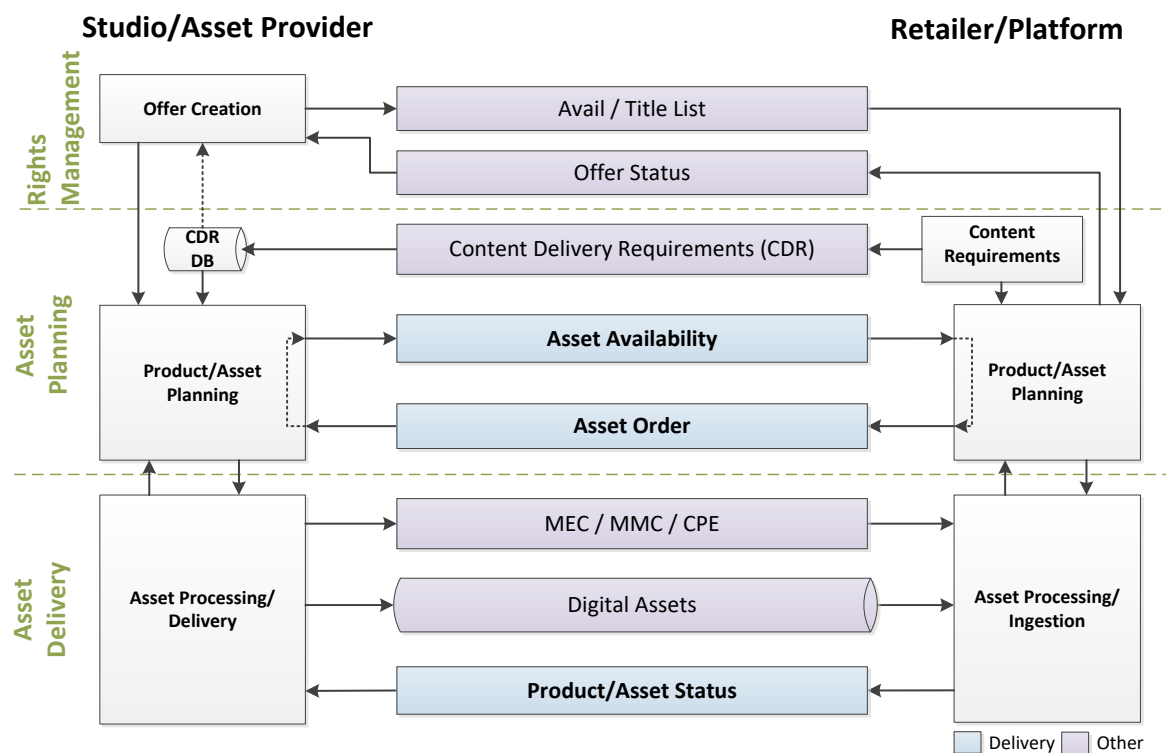 Studio/Asset Provider
Retailer/Platform
Rights
Management
Offer Creation
Avail / Title List
Offer Status
Asset
Planning
CDR
DB
Content Delivery Requirements (CDR)
Content
Requirements
Product/Asset
Planning
Asset Availability
Asset Order
Product/Asset
Planning
Asset
Delivery
Asset Processing/
Delivery
MEC / MMC / CPE
Digital Assets
Product/Asset Status
Asset Processing/
Ingestion
Delivery
Other